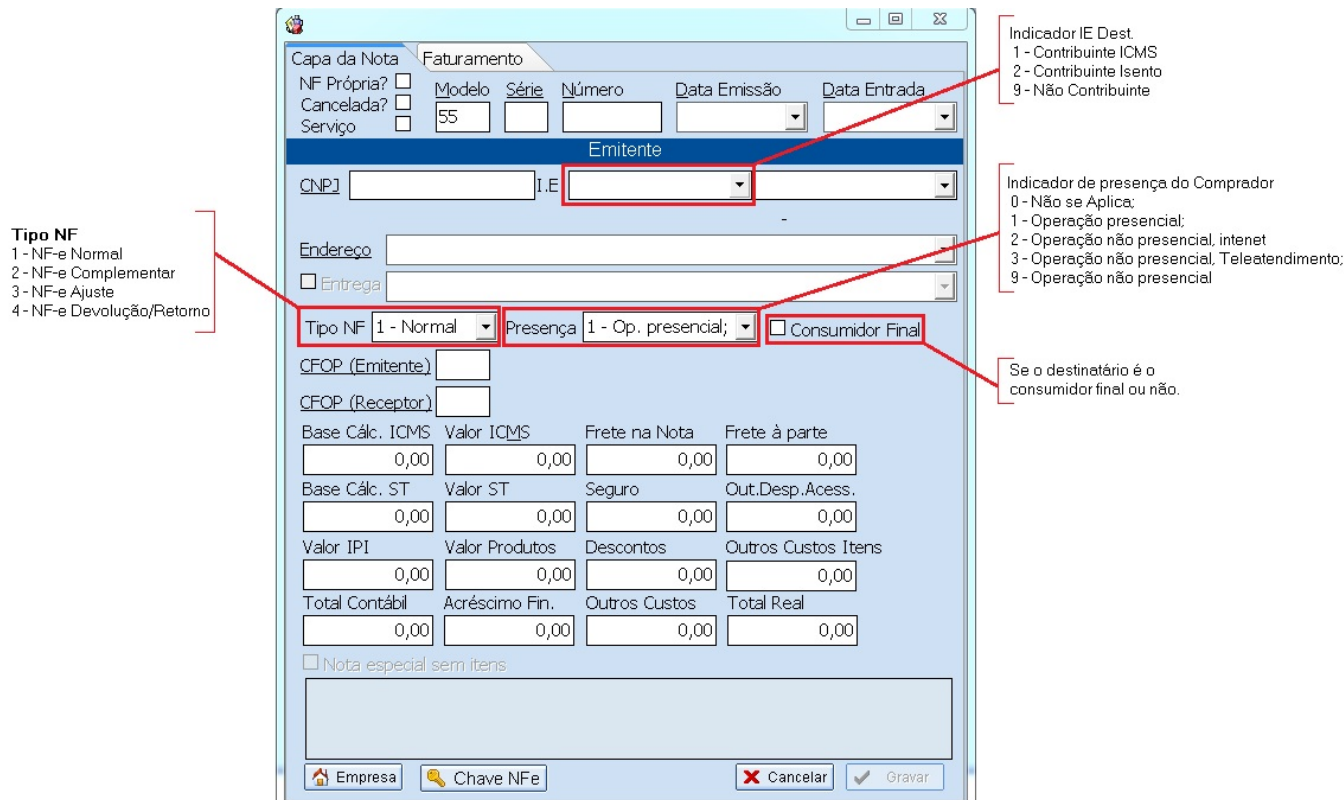 Capa da Nota Faturamento
NF Própria?
Cancelada?
Serviço
Modelo Série Número Data Emissão Data Entrada
55
Emitente
CNPJ I.E
-
Endereço
Entrega
Tipo NF 1 - Normal Presença 1 - Op. presencial; Consumidor Final
CFOP (Emitente)
CFOP (Receptor)
Base Cálc. ICMS Valor ICMS Frete na Nota Frete à parte
0,00 0,00 0,00 0,00
Base Cálc. ST Valor ST Seguro Out.Desp.Acess.
0,00 0,00 0,00 0,00
Valor IPI Valor Produtos Descontos Outros Custos Itens
0,00 0,00 0,00 0,00
Total Contábil Acréscimo Fin. Outros Custos Total Real
0,00 0,00 0,00 0,00
Nota especial sem itens
Empresa Chave NFe Cancelar Gravar
Tipo NF
1 - NF-e Normal
2 - NF-e Complementar
3 - NF-e Ajuste
4 - NF-e Devolução/Retorno
Indicador IE Dest.
1 - Contribuinte ICMS
2 - Contribuinte Isento
9 - Não Contribuinte
Indicador de presença do Comprador
0 - Não se Aplica;
1 - Operação presencial;
2 - Operação não presencial, intenet
3 - Operação não presencial, Teleatendimento;
9 - Operação não presencial
Se o destinatário é o
consumidor final ou não.